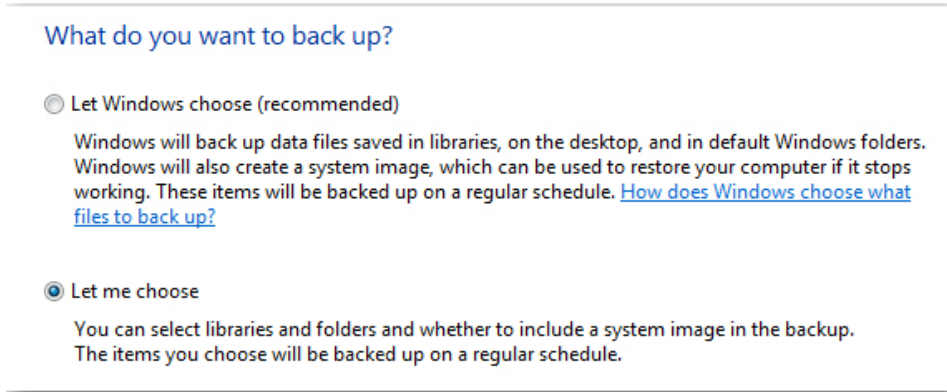 What do you want to back up?
Let Windows choose (recommended)
Windows will back up data files saved in libraries, on the desktop, and in default Windows folders.
Windows will also create a system image, which can be used to restore your computer if it stops
working. These items will be backed up on a regular schedule. How does Windows choose what
files to back up?
Let me choose
You can select libraries and folders and whether to include a system image in the backup.
The items you choose will be backed up on a regular schedule.